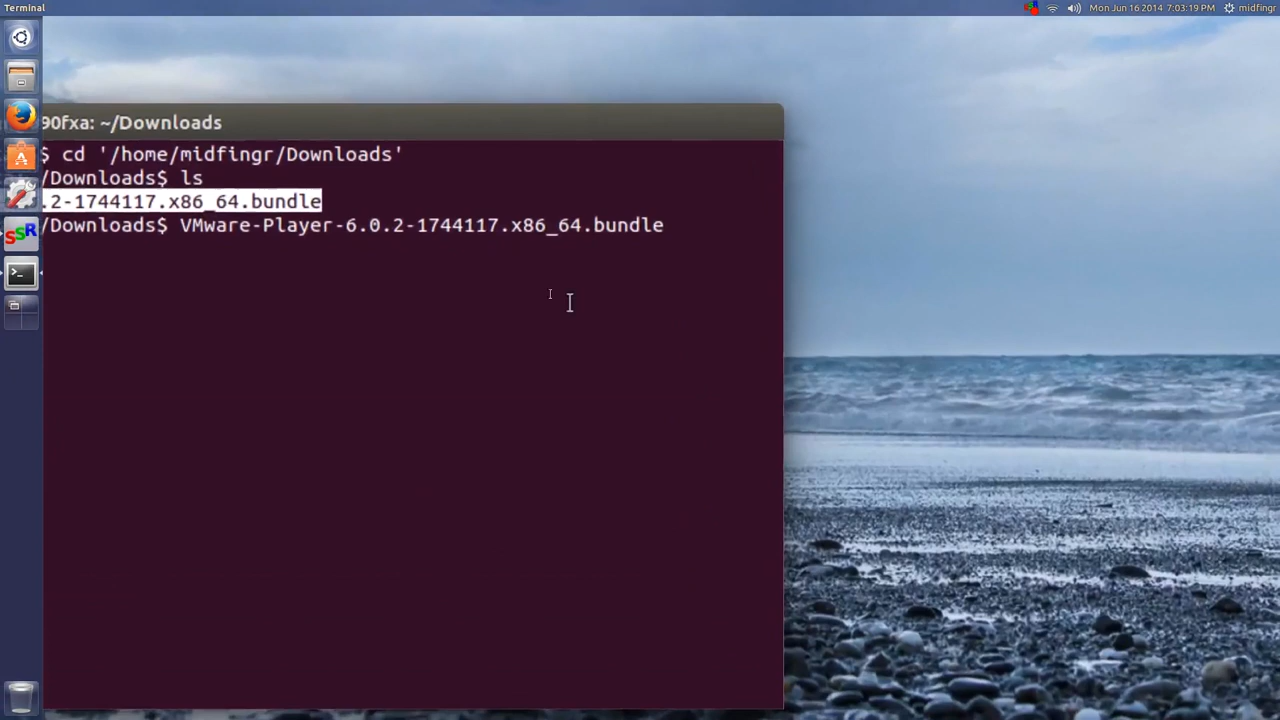 Terminal
Mon Jun 16 2014 7:03:19 PM
midfingr
90fxa: ~/Downloads
$ cd '/home/midfingr/Downloads'
/Downloads$ ls
.2-1744117.x86_64.bundle
/Downloads$ VMware-Player-6.0.2-1744117.x86_64.bundle
SSR
>_